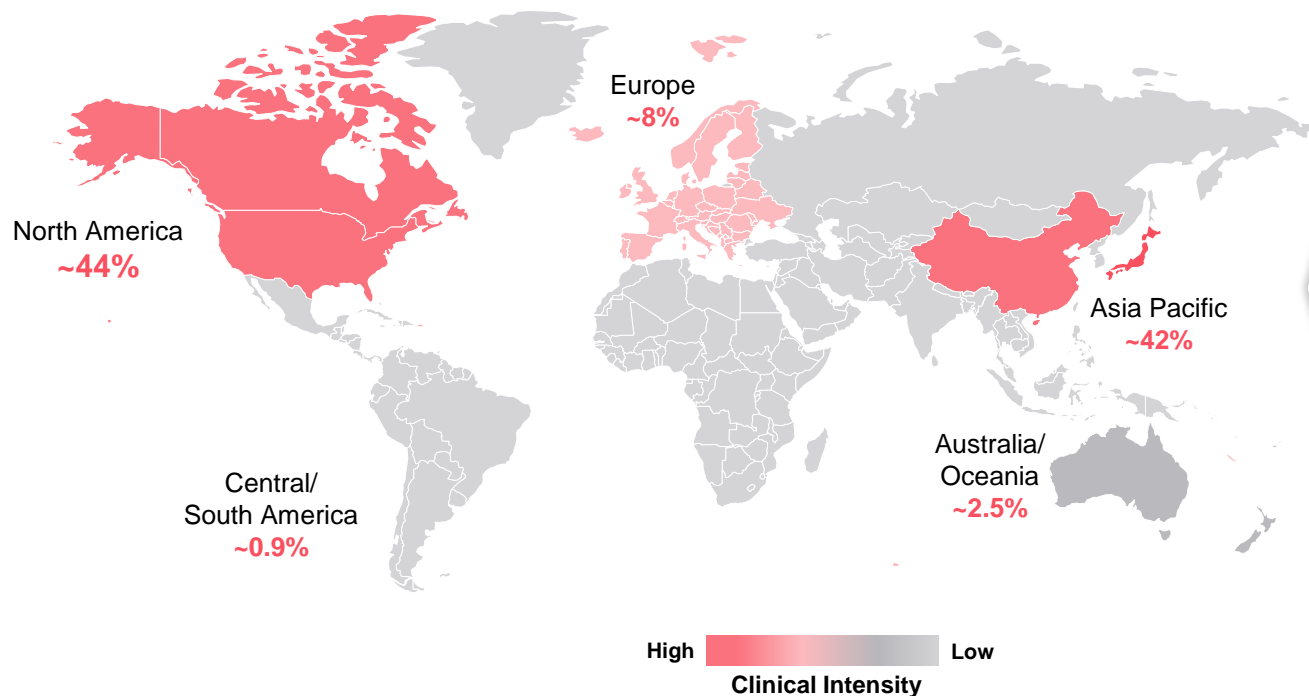 Europe
~8%
North America
~44%
Asia Pacific
~42%
Australia/
Oceania
~2.5%
Central/
South America
~0.9%
High
Low
Clinical Intensity